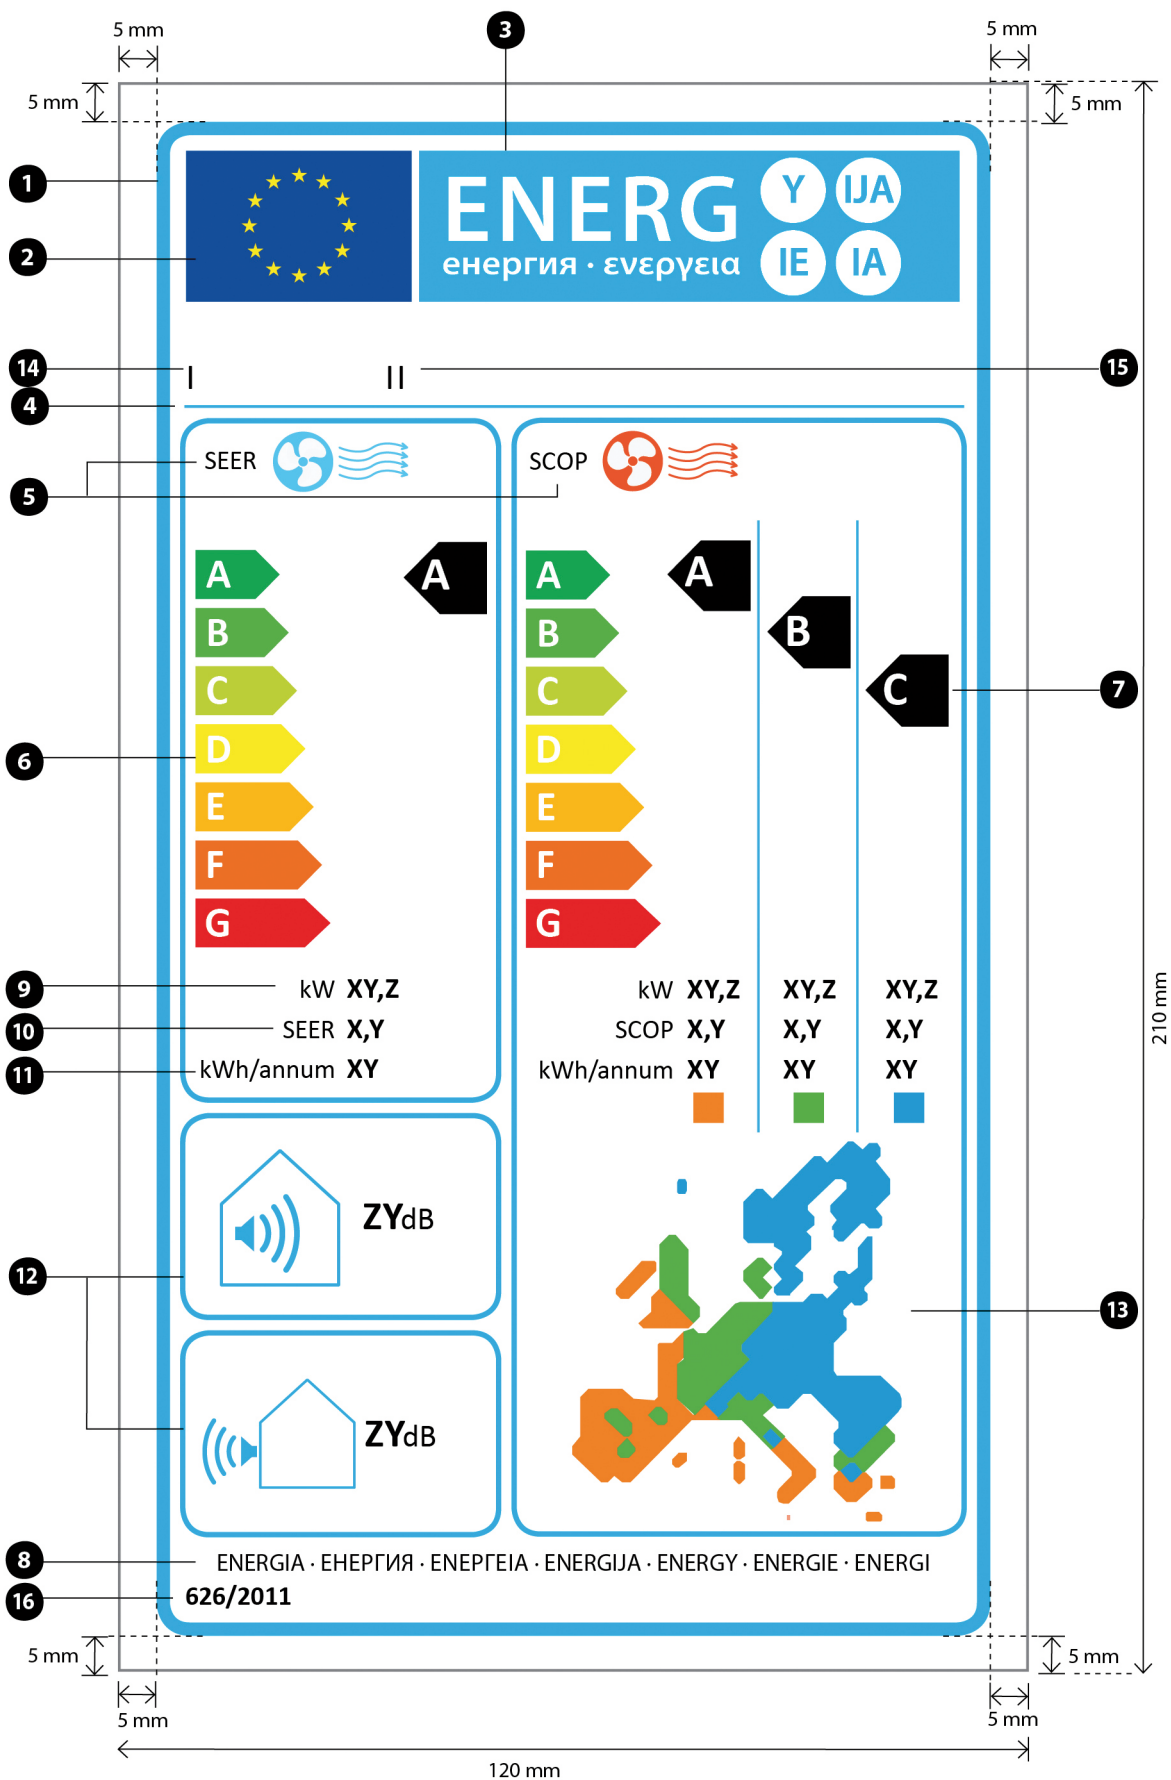 3
5 mm
5 mm
5 mm
5 mm
1
2
ENERG
енергия · ενεργεια
Y
IJA
IE
IA
14
I
II
15
4
SEER
SCOP
5
A
A
A
A
B
B
B
C
C
C
7
D
D
6
E
E
F
F
G
G
9
kW XY,Z
kW XY,Z XY,Z XY,Z
10
SEER X,Y
SCOP X,Y X,Y X,Y
11
kWh/annum XY
kWh/annum XY XY XY
210 mm
ZYdB
12
13
ZYdB
8
ENERGIA · ЕНЕРГИЯ · ΕΝΕΡΓΕΙΑ · ENERGIJA · ENERGY · ENERGIE · ENERGI
16
626/2011
5 mm
5 mm
5 mm
5 mm
120 mm